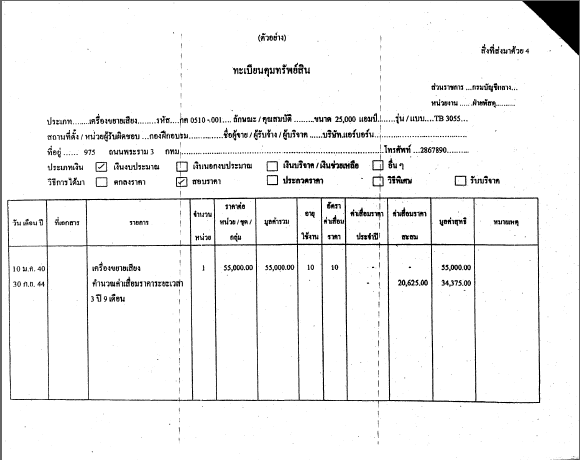 (ตัวอย่าง)
สิ่งที่ส่งมาด้วย 4
ทะเบียนคุมทรัพย์สิน
ส่วนราชการ ...กรมบัญชีกลาง...
หน่วยงาน .....ฝ่ายพัสดุ........
ประเภท........เครื่องขยายเสียง.......รหัส....กค 0510 -001.... ลักษณะ / คุณสมบัติ .........ขนาด 25,000 แอมป์.......รุ่น / แบบ.....TB 3055...
สถานที่ตั้ง / หน่วยผู้รับผิดชอบ ...กองฝึกอบรม..............ชื่อผู้ขาย / ผู้รับจ้าง / ผู้บริจาค ......บริษัทแอร์บอร์น
ที่อยู่ ...... 975 ถนนพระราม 3 กทม. โทรศัพท์ ...2867890.........
ประเภทเงิน ✓ เงินงบประมาณ เงินนอกงบประมาณ เงินบริจาค / เงินช่วยเหลือ อื่น ๆ
วิธีการได้มา ตกลงราคา ✓ สอบราคา ประกวดราคา วิธีพิเศษ รับบริจาค
วัน เดือน ปี ที่เอกสาร รายการ จำนวน หน่วย ราคาต่อ หน่วย / ชุด / กลุ่ม มูลค่ารวม อายุ ใช้งาน อัตรา ค่าเสื่อม ราคา ค่าเสื่อมราคา ประจำปี ค่าเสื่อมราคา สะสม มูลค่าสุทธิ หมายเหตุ
10 ม.ค. 40 เครื่องขยายเสียง 1 55,000.00 55,000.00 10 10 - - 55,000.00
30 ก.ย. 44 คำนวณค่าเสื่อมราคาระยะเวลา - 20,625.00 34,375.00
3 ปี 9 เดือน